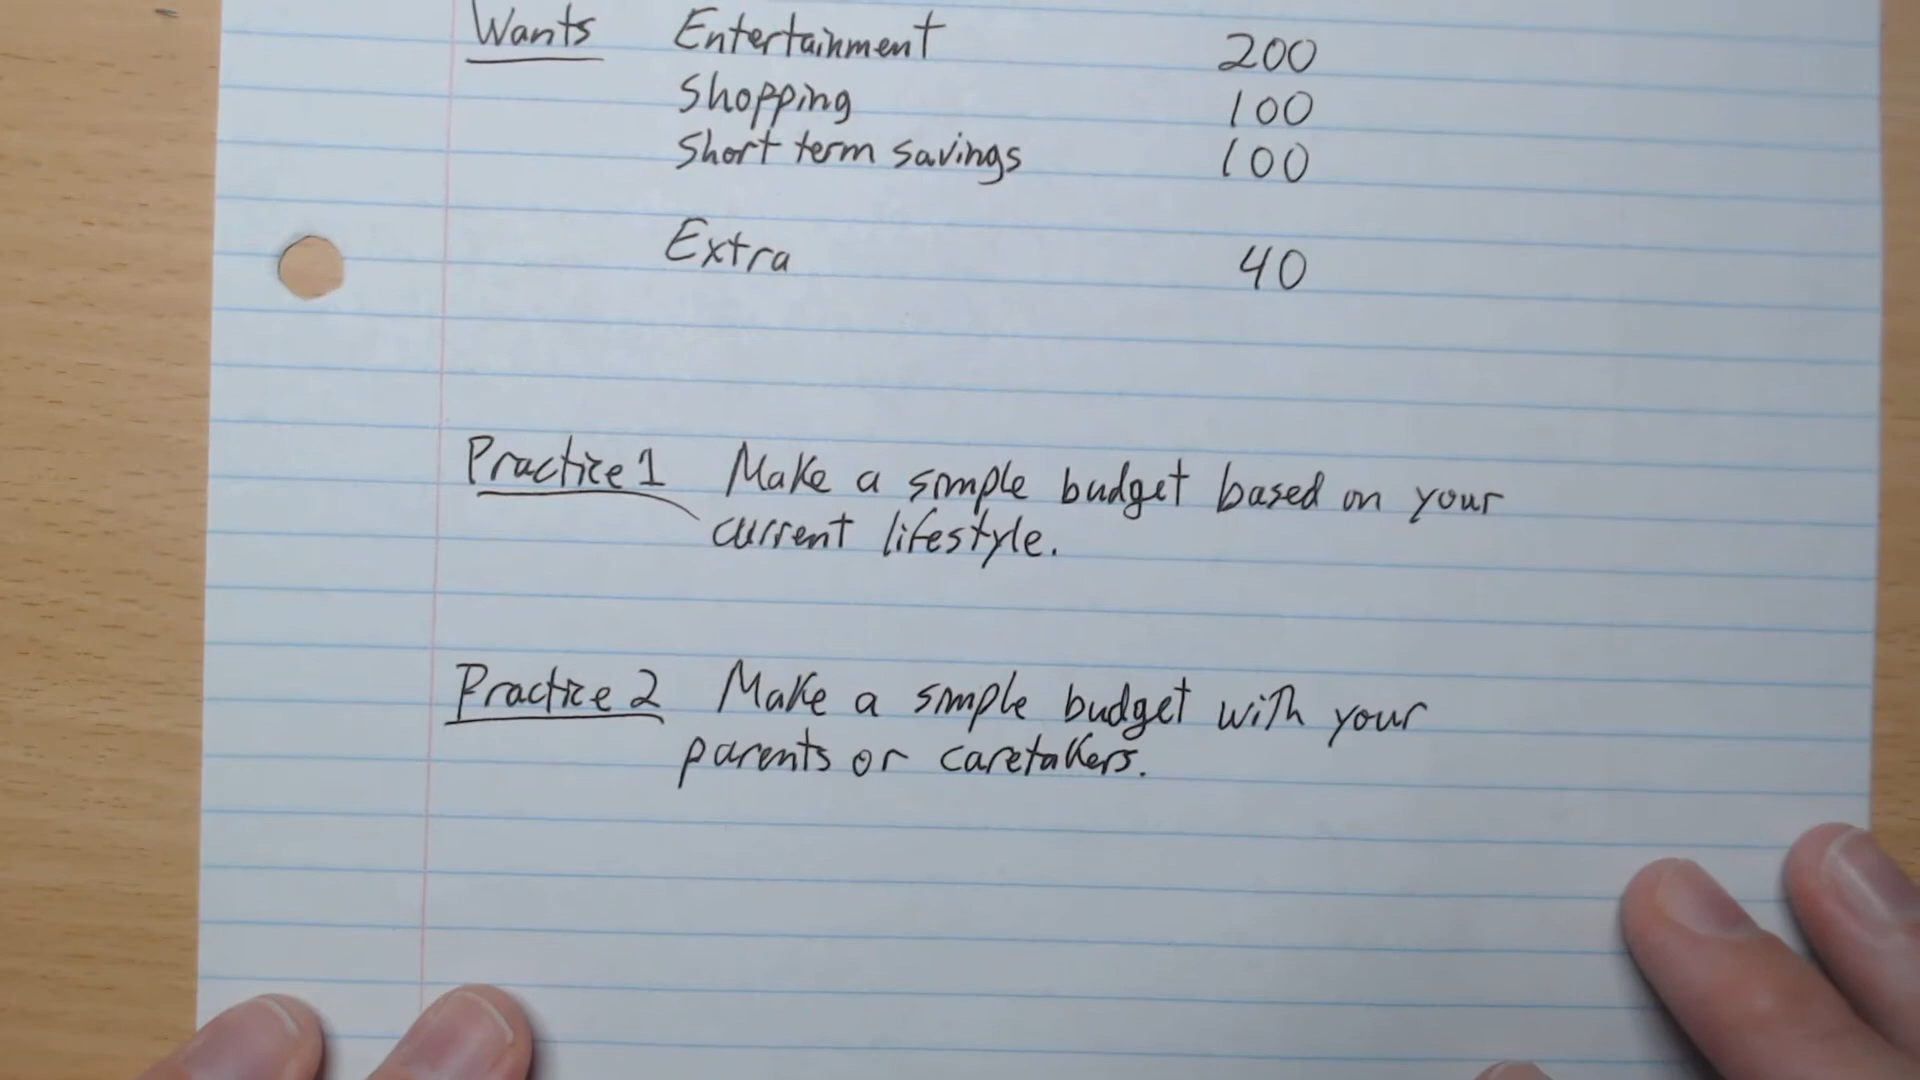 Wants Entertainment 200
Shopping 100
Short term savings 100
Extra 40
Practice 1 Make a simple budget based on your
current lifestyle.
Practice 2 Make a simple budget with your
parents or caretakers.